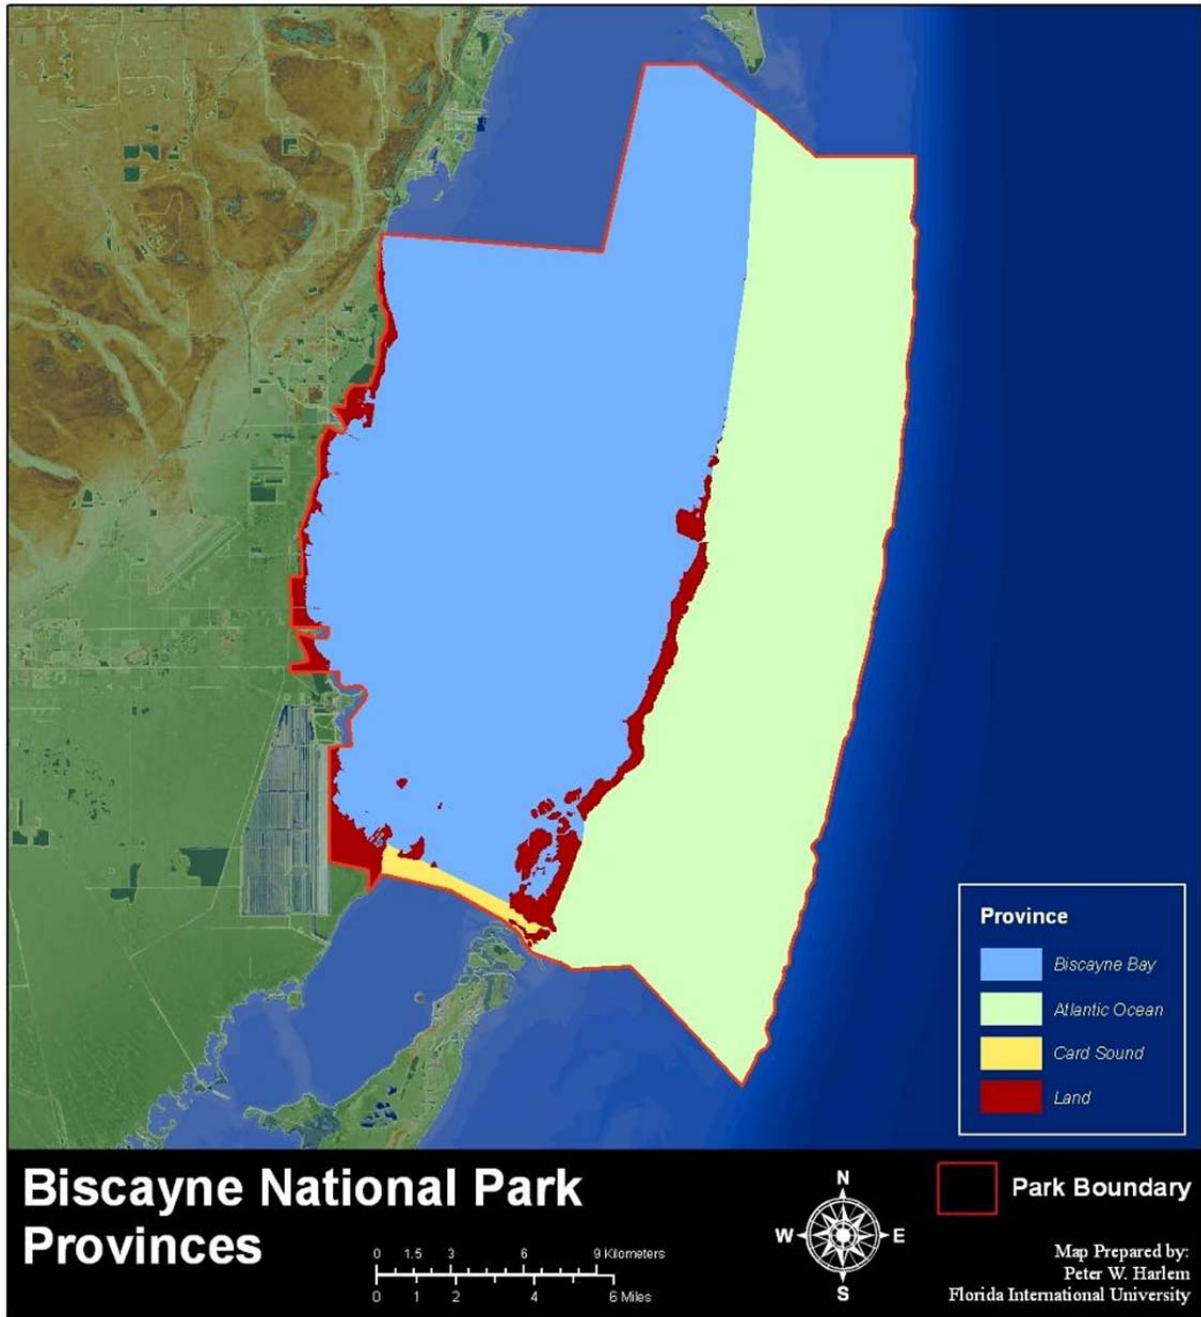 Province
Biscayne Bay
Atlantic Ocean
Card Sound
Land
Biscayne National Park
Provinces
0 1.5 3 6 9 Kilometers
0 1 2 4 6 Miles
N
W E
S
Park Boundary
Map Prepared by:
Peter W. Harlem
Florida International University